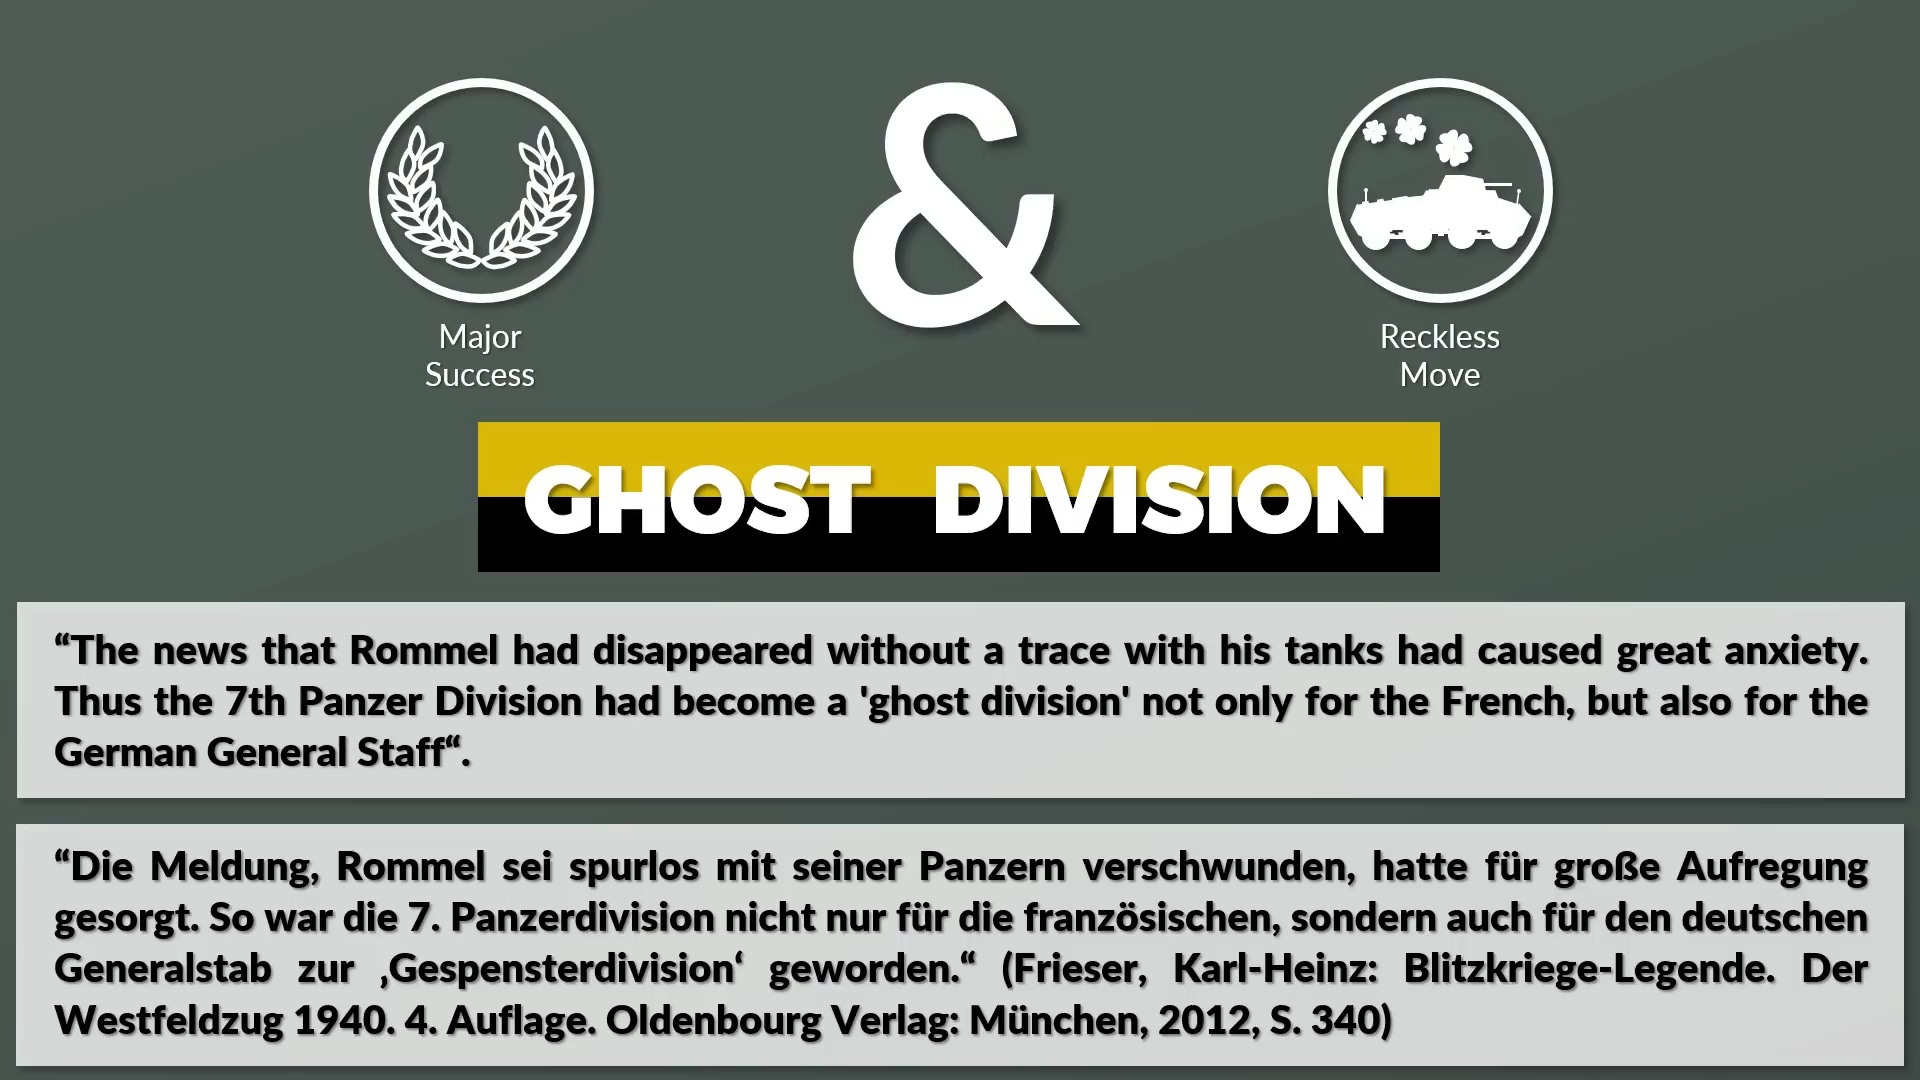 &
Major
Success
Reckless
Move
GHOST DIVISION
“The news that Rommel had disappeared without a trace with his tanks had caused great anxiety.
Thus the 7th Panzer Division had become a 'ghost division' not only for the French, but also for the
German General Staff“.
“Die Meldung, Rommel sei spurlos mit seiner Panzern verschwunden, hatte für große Aufregung
gesorgt. So war die 7. Panzerdivision nicht nur für die französischen, sondern auch für den deutschen
Generalstab zur ‚Gespensterdivision‘ geworden.“ (Frieser, Karl-Heinz: Blitzkriege-Legende. Der
Westfeldzug 1940. 4. Auflage. Oldenbourg Verlag: München, 2012, S. 340)